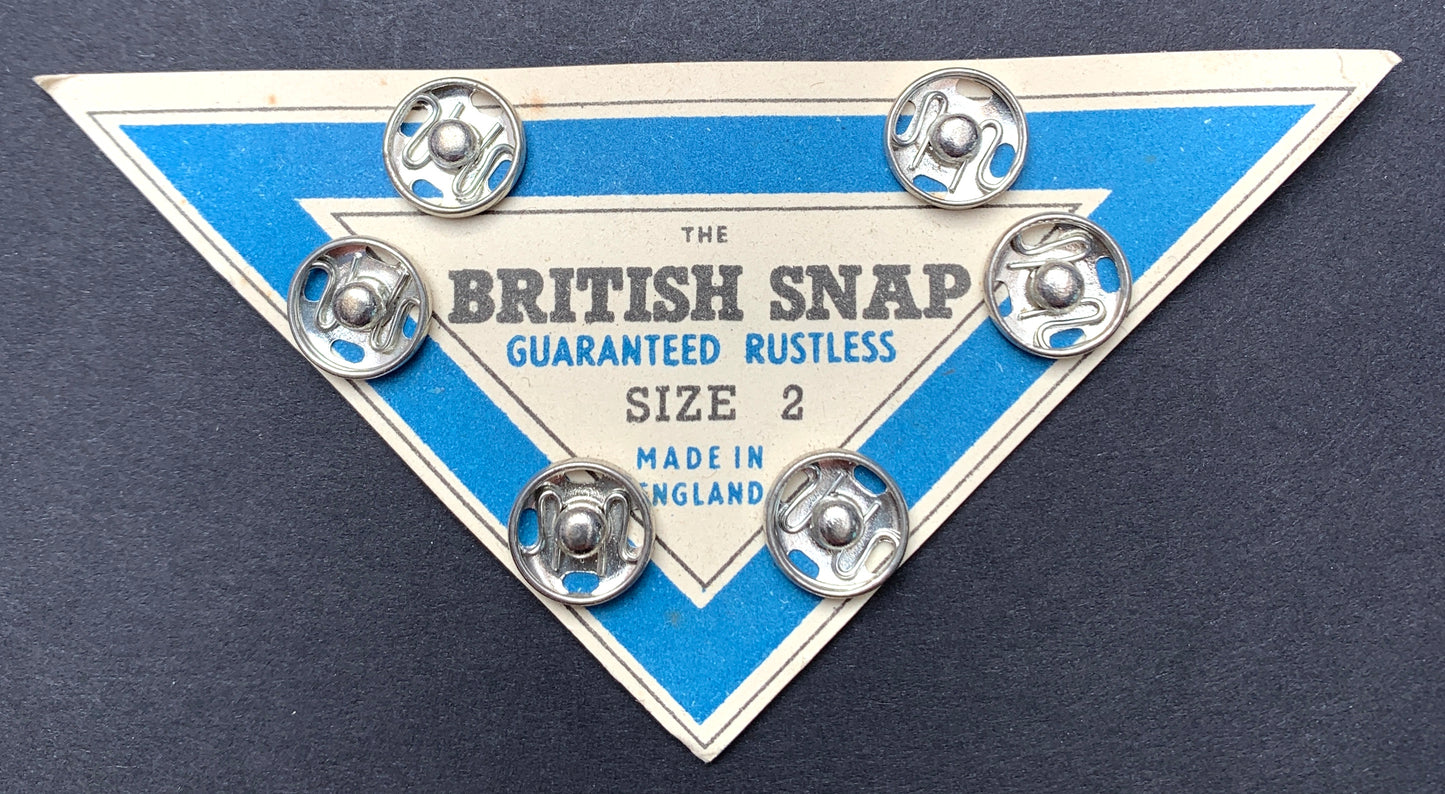 THE
BRITISH SNAP
GUARANTEED RUSTLESS
SIZE 2
MADE IN
ENGLAND